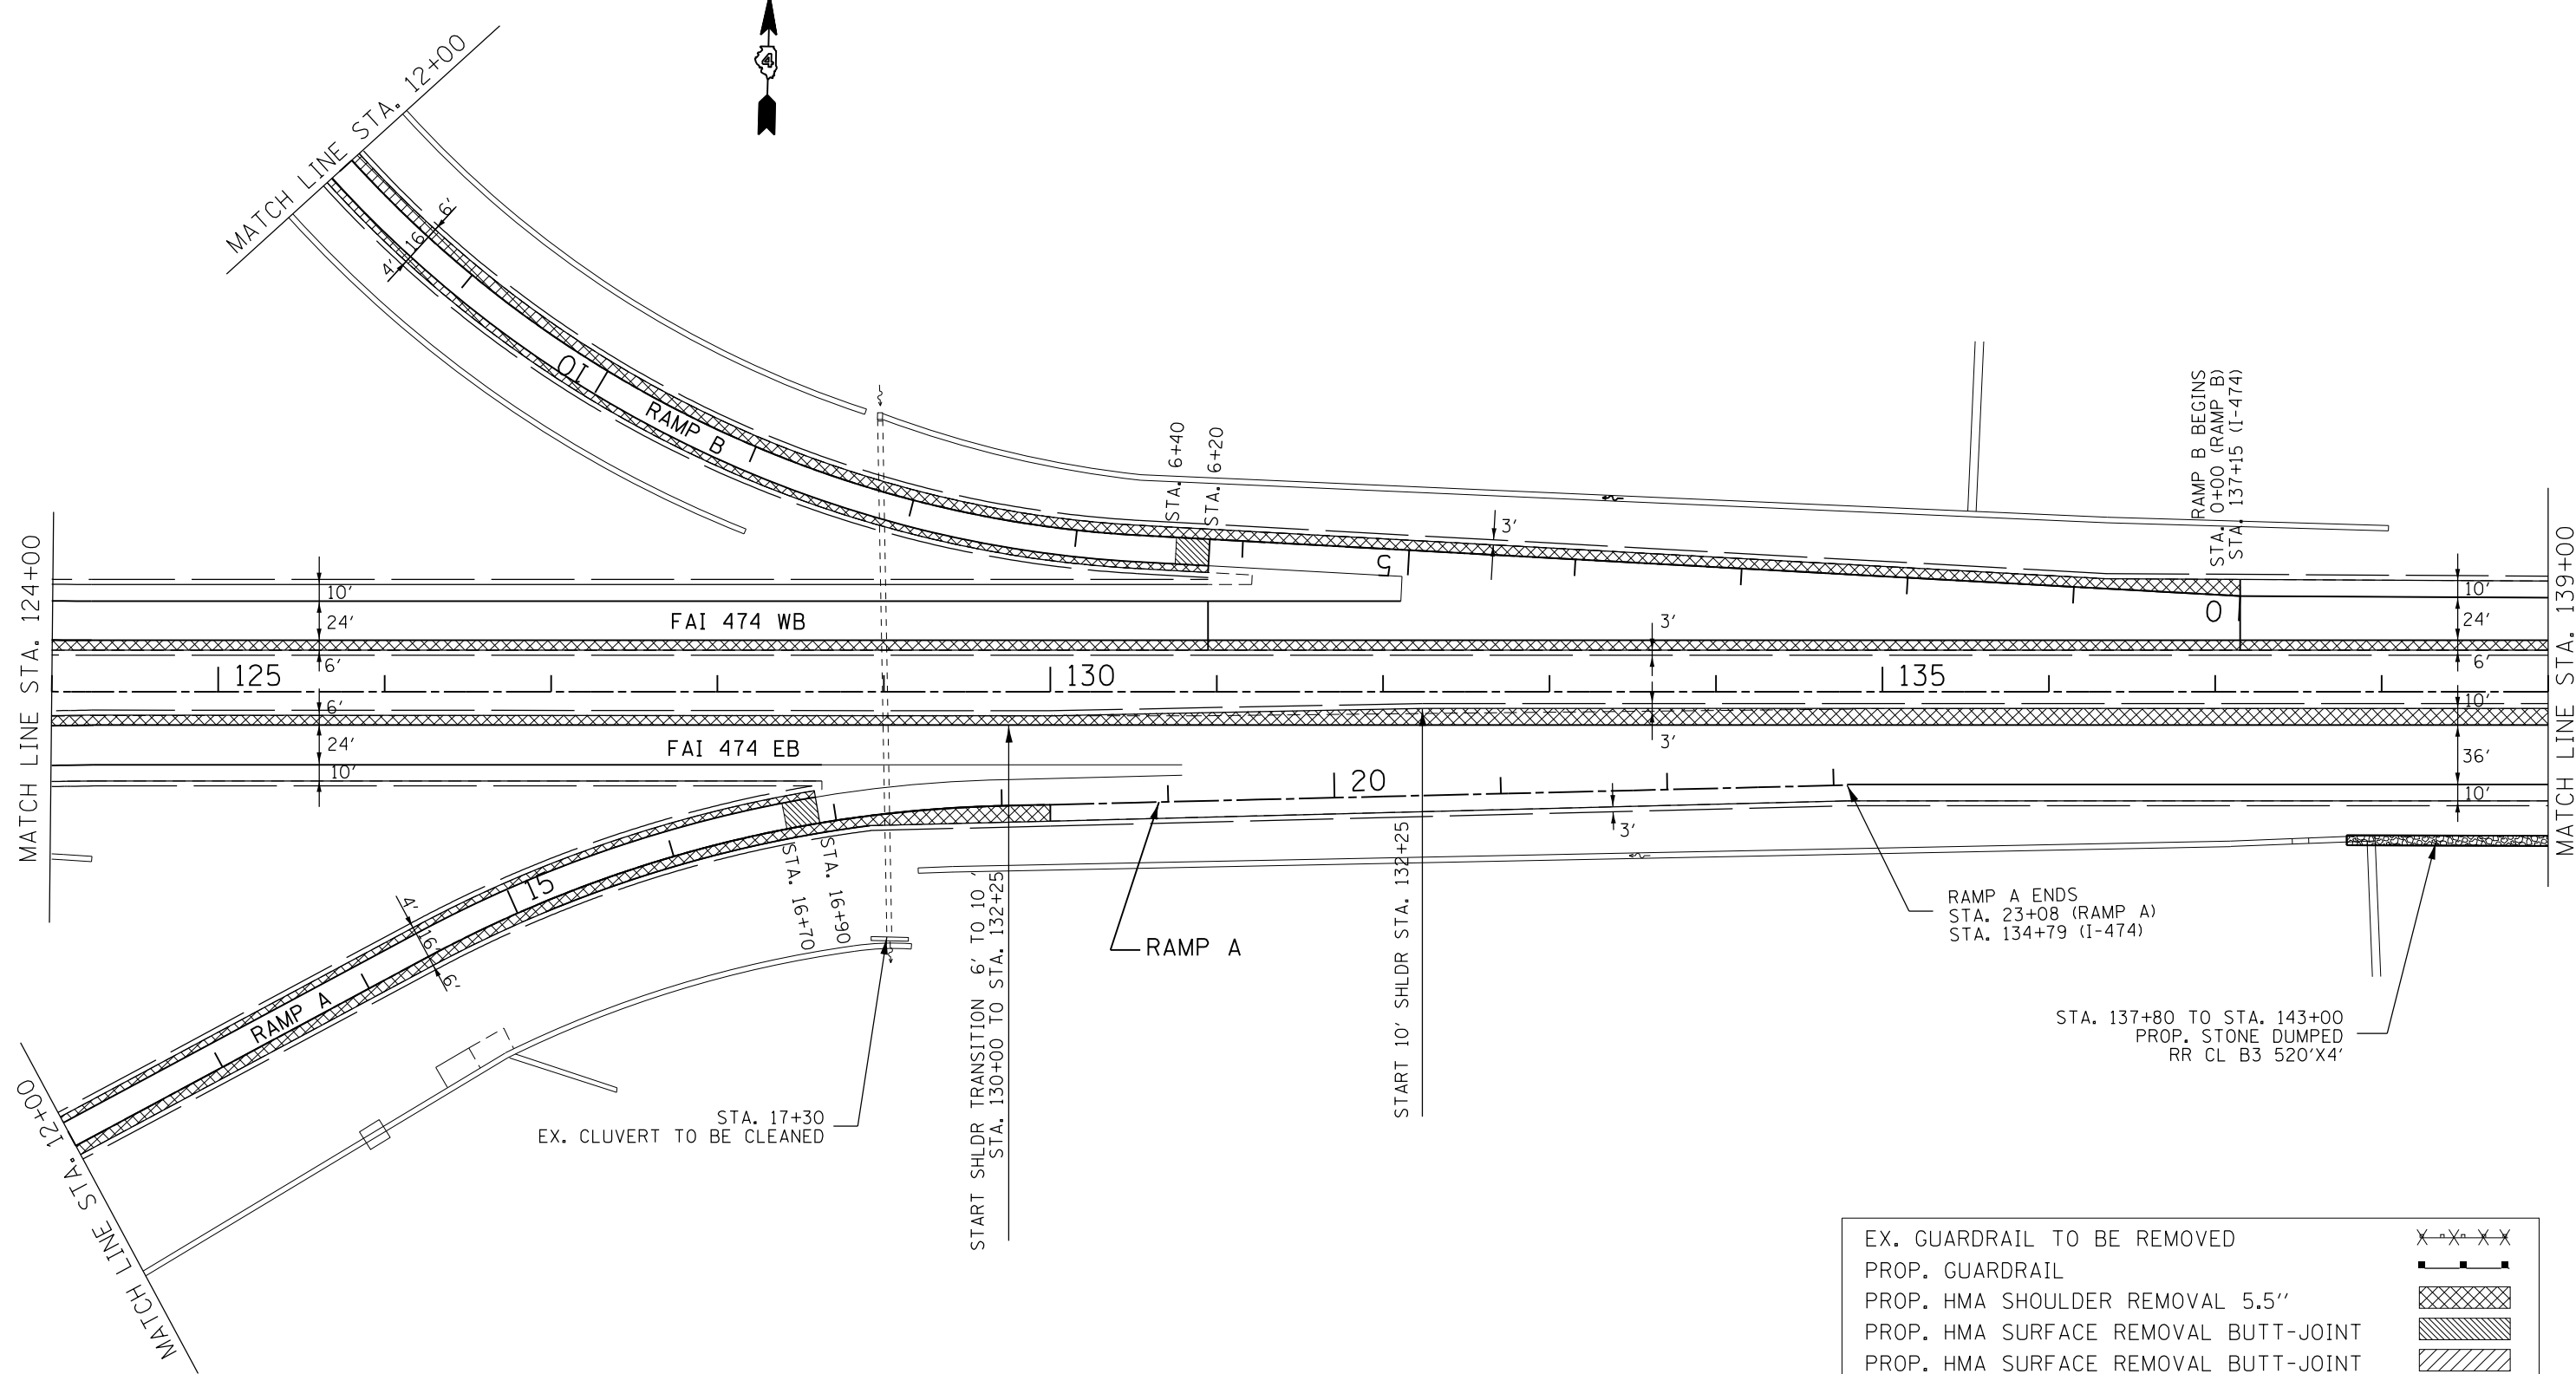 4
MATCH LINE STA. 12+00
6'
16'
4'
10
RAMP B
STA. 6+40
STA. 6+20
3'
5
RAMP B BEGINS
STA. 0+00 (RAMP B)
STA. 137+15 (I-474)
0
MATCH LINE STA. 124+00
10'
24'
6'
FAI 474 WB
3'
10'
24'
6'
MATCH LINE STA. 139+00
125
130
135
6'
24'
10'
FAI 474 EB
3'
10'
36'
10'
20
3'
STA. 16+70
STA. 16+90
15
4'
16'
6'
RAMP A
RAMP A
START SHLDR TRANSITION 6' TO 10'
STA. 130+00 TO STA. 132+25
START 10' SHLDR STA. 132+25
RAMP A ENDS
STA. 23+08 (RAMP A)
STA. 134+79 (I-474)
STA. 137+80 TO STA. 143+00
PROP. STONE DUMPED
RR CL B3 520'X4'
STA. 17+30
EX. CLUVERT TO BE CLEANED
MATCH LINE STA. 12+00
EX. GUARDRAIL TO BE REMOVED
PROP. GUARDRAIL
PROP. HMA SHOULDER REMOVAL 5.5''
PROP. HMA SURFACE REMOVAL BUTT-JOINT
PROP. HMA SURFACE REMOVAL BUTT-JOINT